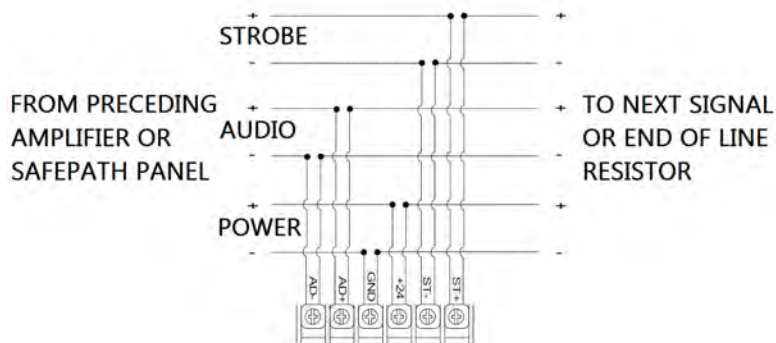 + +
STROBE
- -
FROM PRECEDING
AMPLIFIER OR
SAFEPATH PANEL
+ +
AUDIO
- -
TO NEXT SIGNAL
OR END OF LINE
RESISTOR
+ +
POWER
- -
AD- AD+ GND +24 ST- ST+